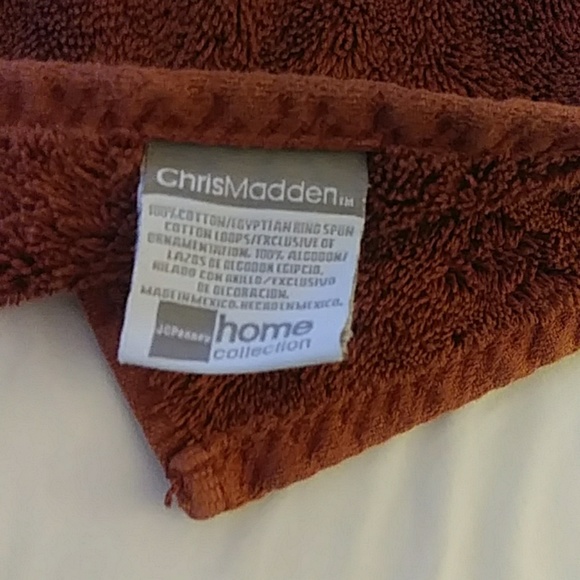 ChrisMadden™
100% COTTON/EGYPTIAN RING SPUN
COTTON LOOPS/EXCLUSIVE OF
ORNAMENTATION. 100% ALGODON/
LAZOS DE ALGODON EGIPCIO,
HILADO CON ANILLO/EXCLUSIVO
DE DECORACION.
MADE IN MEXICO. HECHO EN MEXICO.
JCPenney
home
collection